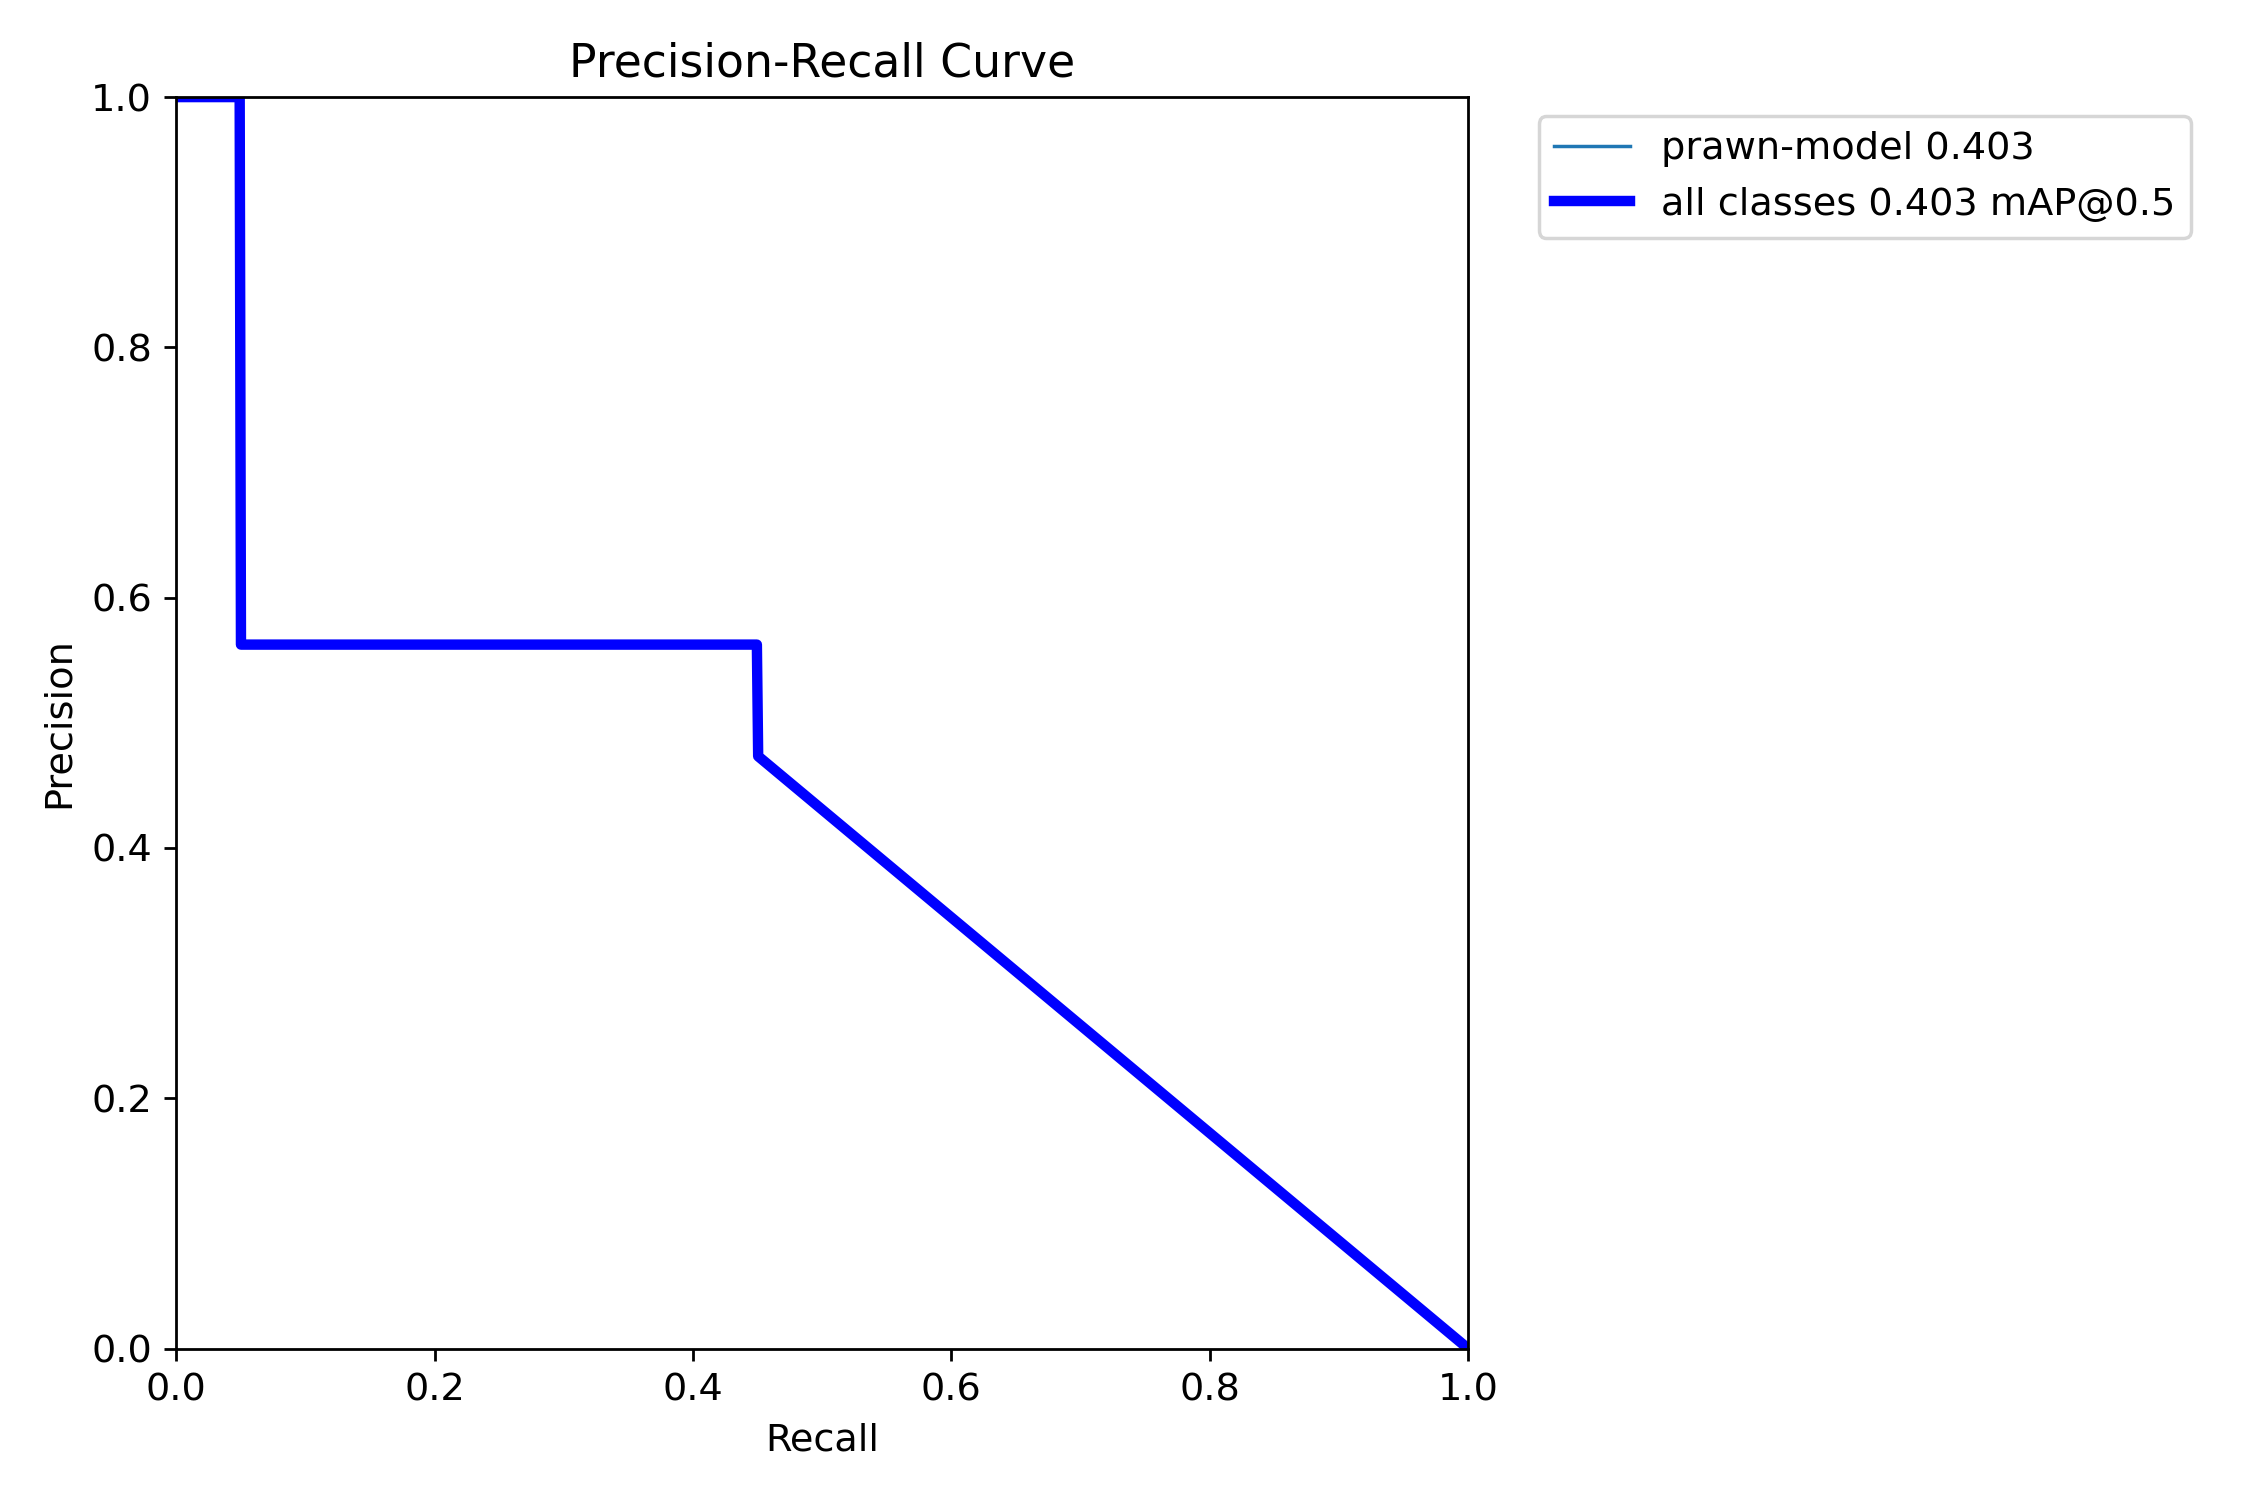 Precision-Recall Curve
1.0
0.8
0.6
0.4
0.2
0.0
Precision
0.0 0.2 0.4 0.6 0.8 1.0
Recall
prawn-model 0.403
all classes 0.403 mAP@0.5